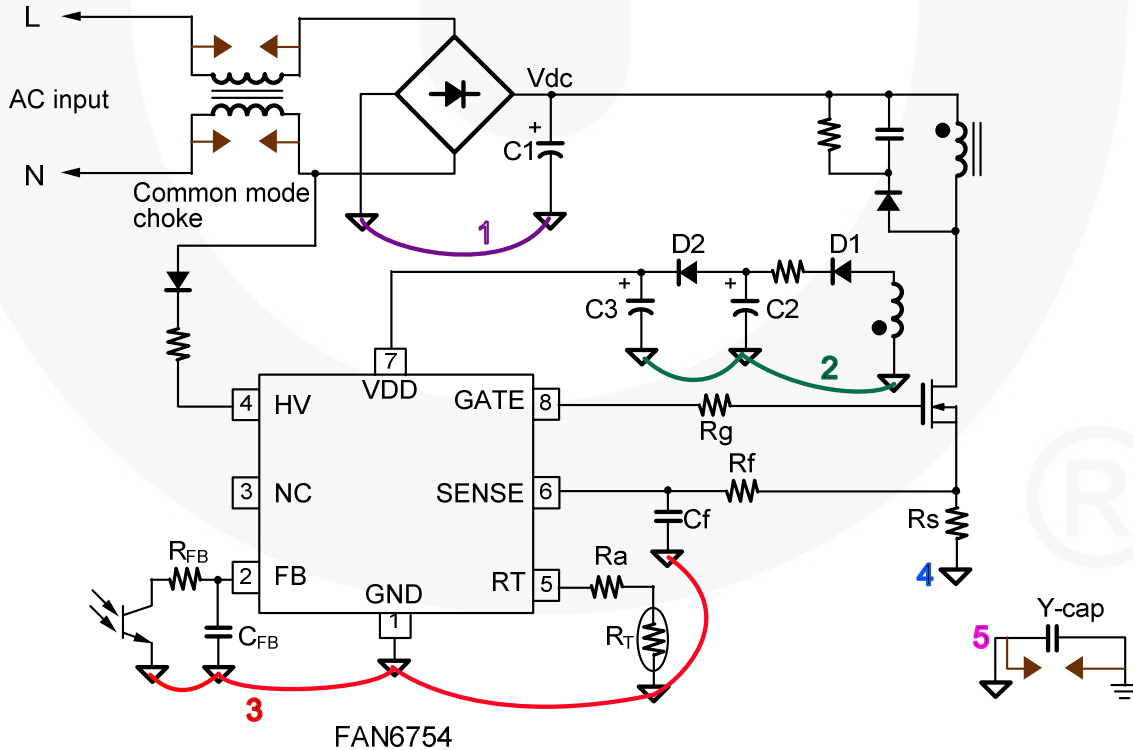 L
AC input
N
Common mode
choke
Vdc
+
C1
1
D2
D1
+
C3
+
C2
2
7
VDD
4
HV
GATE
8
Rg
3
NC
SENSE
6
Rf
Cf
Rs
4
RFB
2
FB
RT
5
Ra
GND
1
CFB
RT
3
5
Y-cap
FAN6754
®